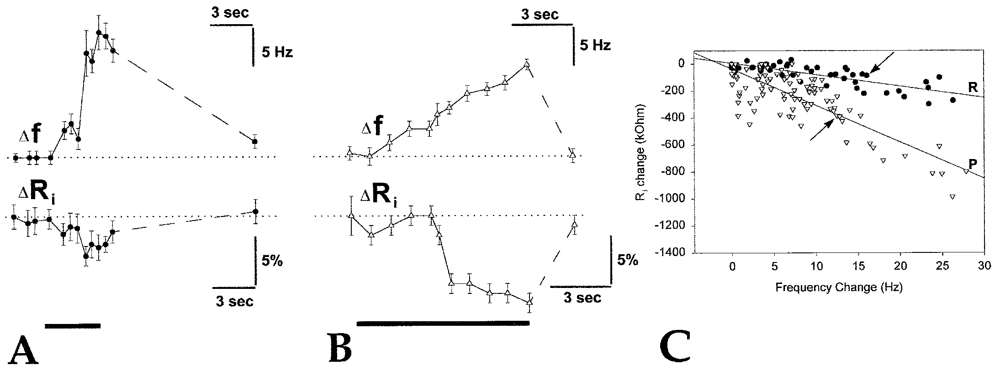 3 sec
5 Hz
Δf
ΔRi
5%
3 sec
A
3 sec
5 Hz
Δf
ΔRi
5%
3 sec
B
0
-200
-400
-600
-800
-1000
-1200
-1400
Ri change (kOhm)
R
P
0 5 10 15 20 25 30
Frequency Change (Hz)
C